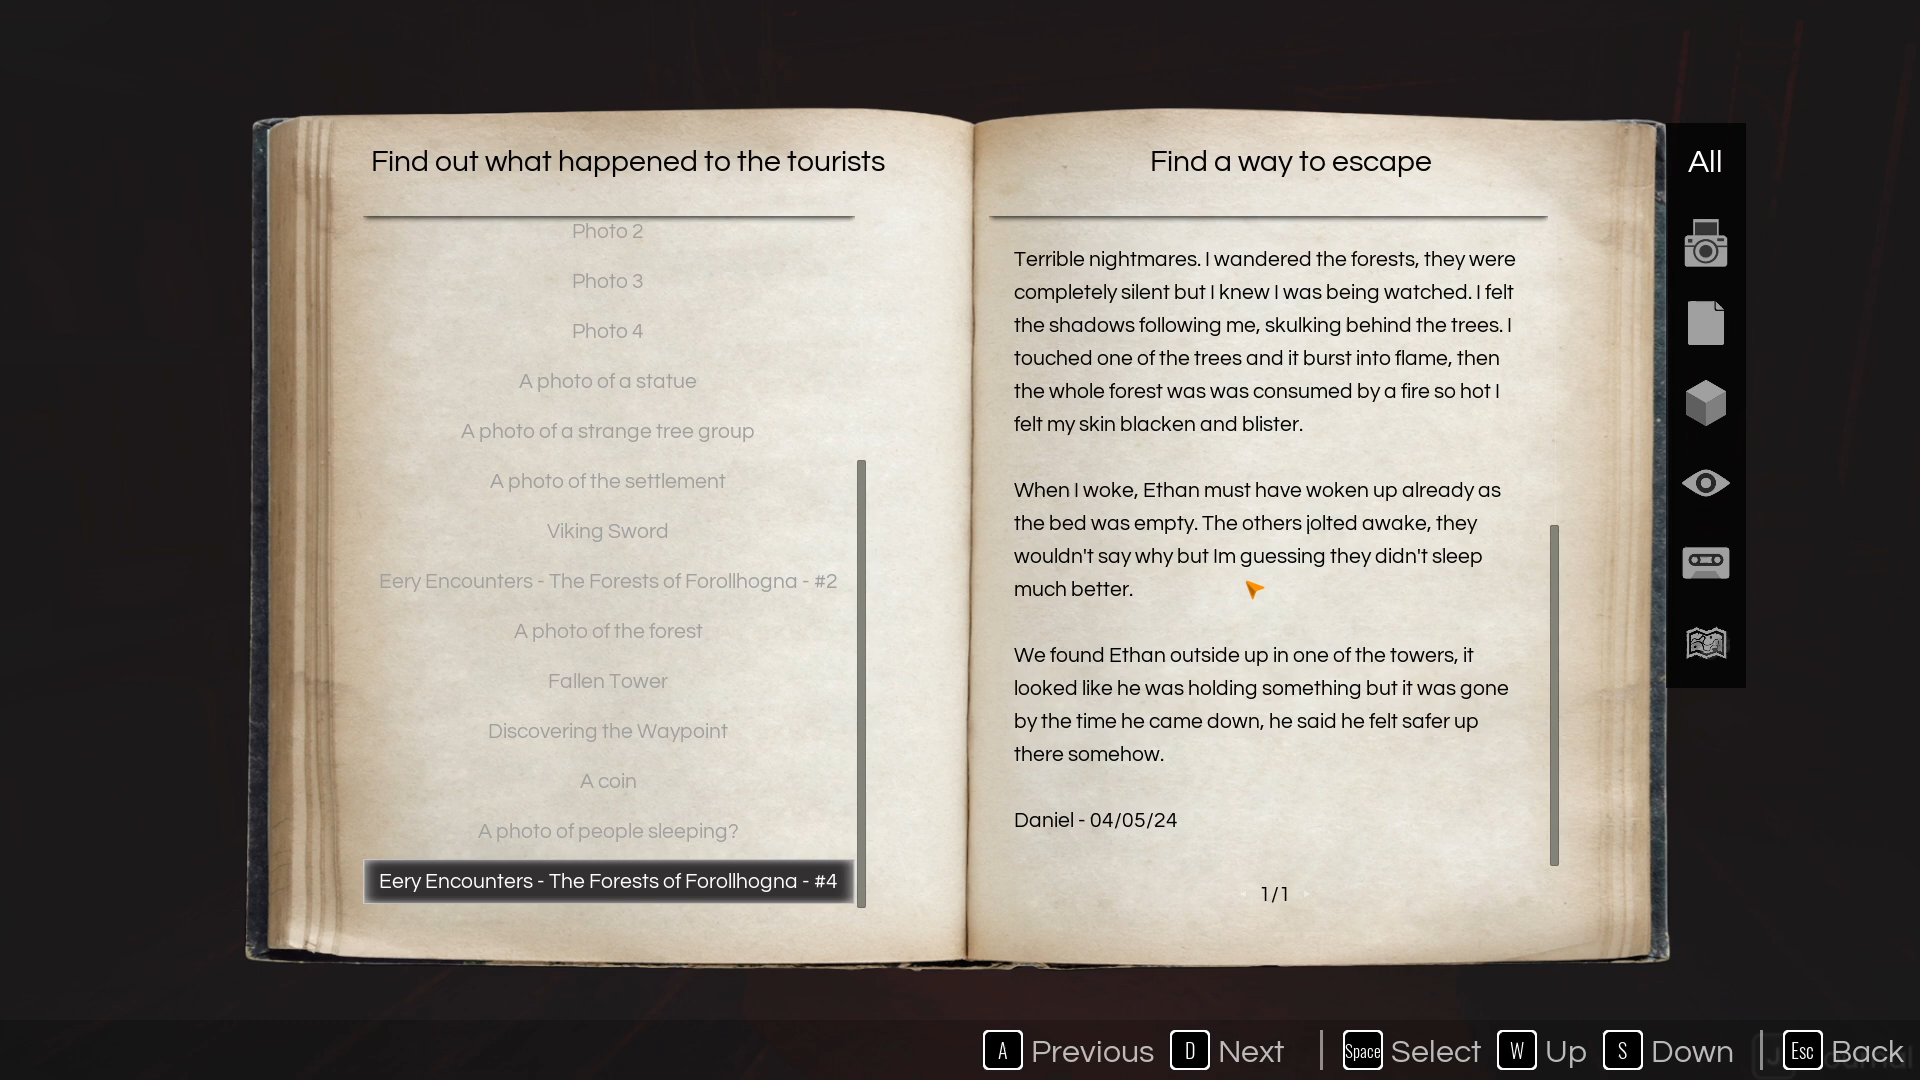 Find out what happened to the tourists
Photo 2
Photo 3
Photo 4
A photo of a statue
A photo of a strange tree group
A photo of the settlement
Viking Sword
Eery Encounters - The Forests of Forollhogna - #2
A photo of the forest
Fallen Tower
Discovering the Waypoint
A coin
A photo of people sleeping?
Eery Encounters - The Forests of Forollhogna - #4
Find a way to escape
Terrible nightmares. I wandered the forests, they were
completely silent but I knew I was being watched. I felt
the shadows following me, skulking behind the trees. I
touched one of the trees and it burst into flame, then
the whole forest was was consumed by a fire so hot I
felt my skin blacken and blister.
When I woke, Ethan must have woken up already as
the bed was empty. The others jolted awake, they
wouldn't say why but Im guessing they didn't sleep
much better.
We found Ethan outside up in one of the towers, it
looked like he was holding something but it was gone
by the time he came down, he said he felt safer up
there somehow.
Daniel - 04/05/24
1/1
All
A Previous D Next Space Select W Up S Down Esc Back